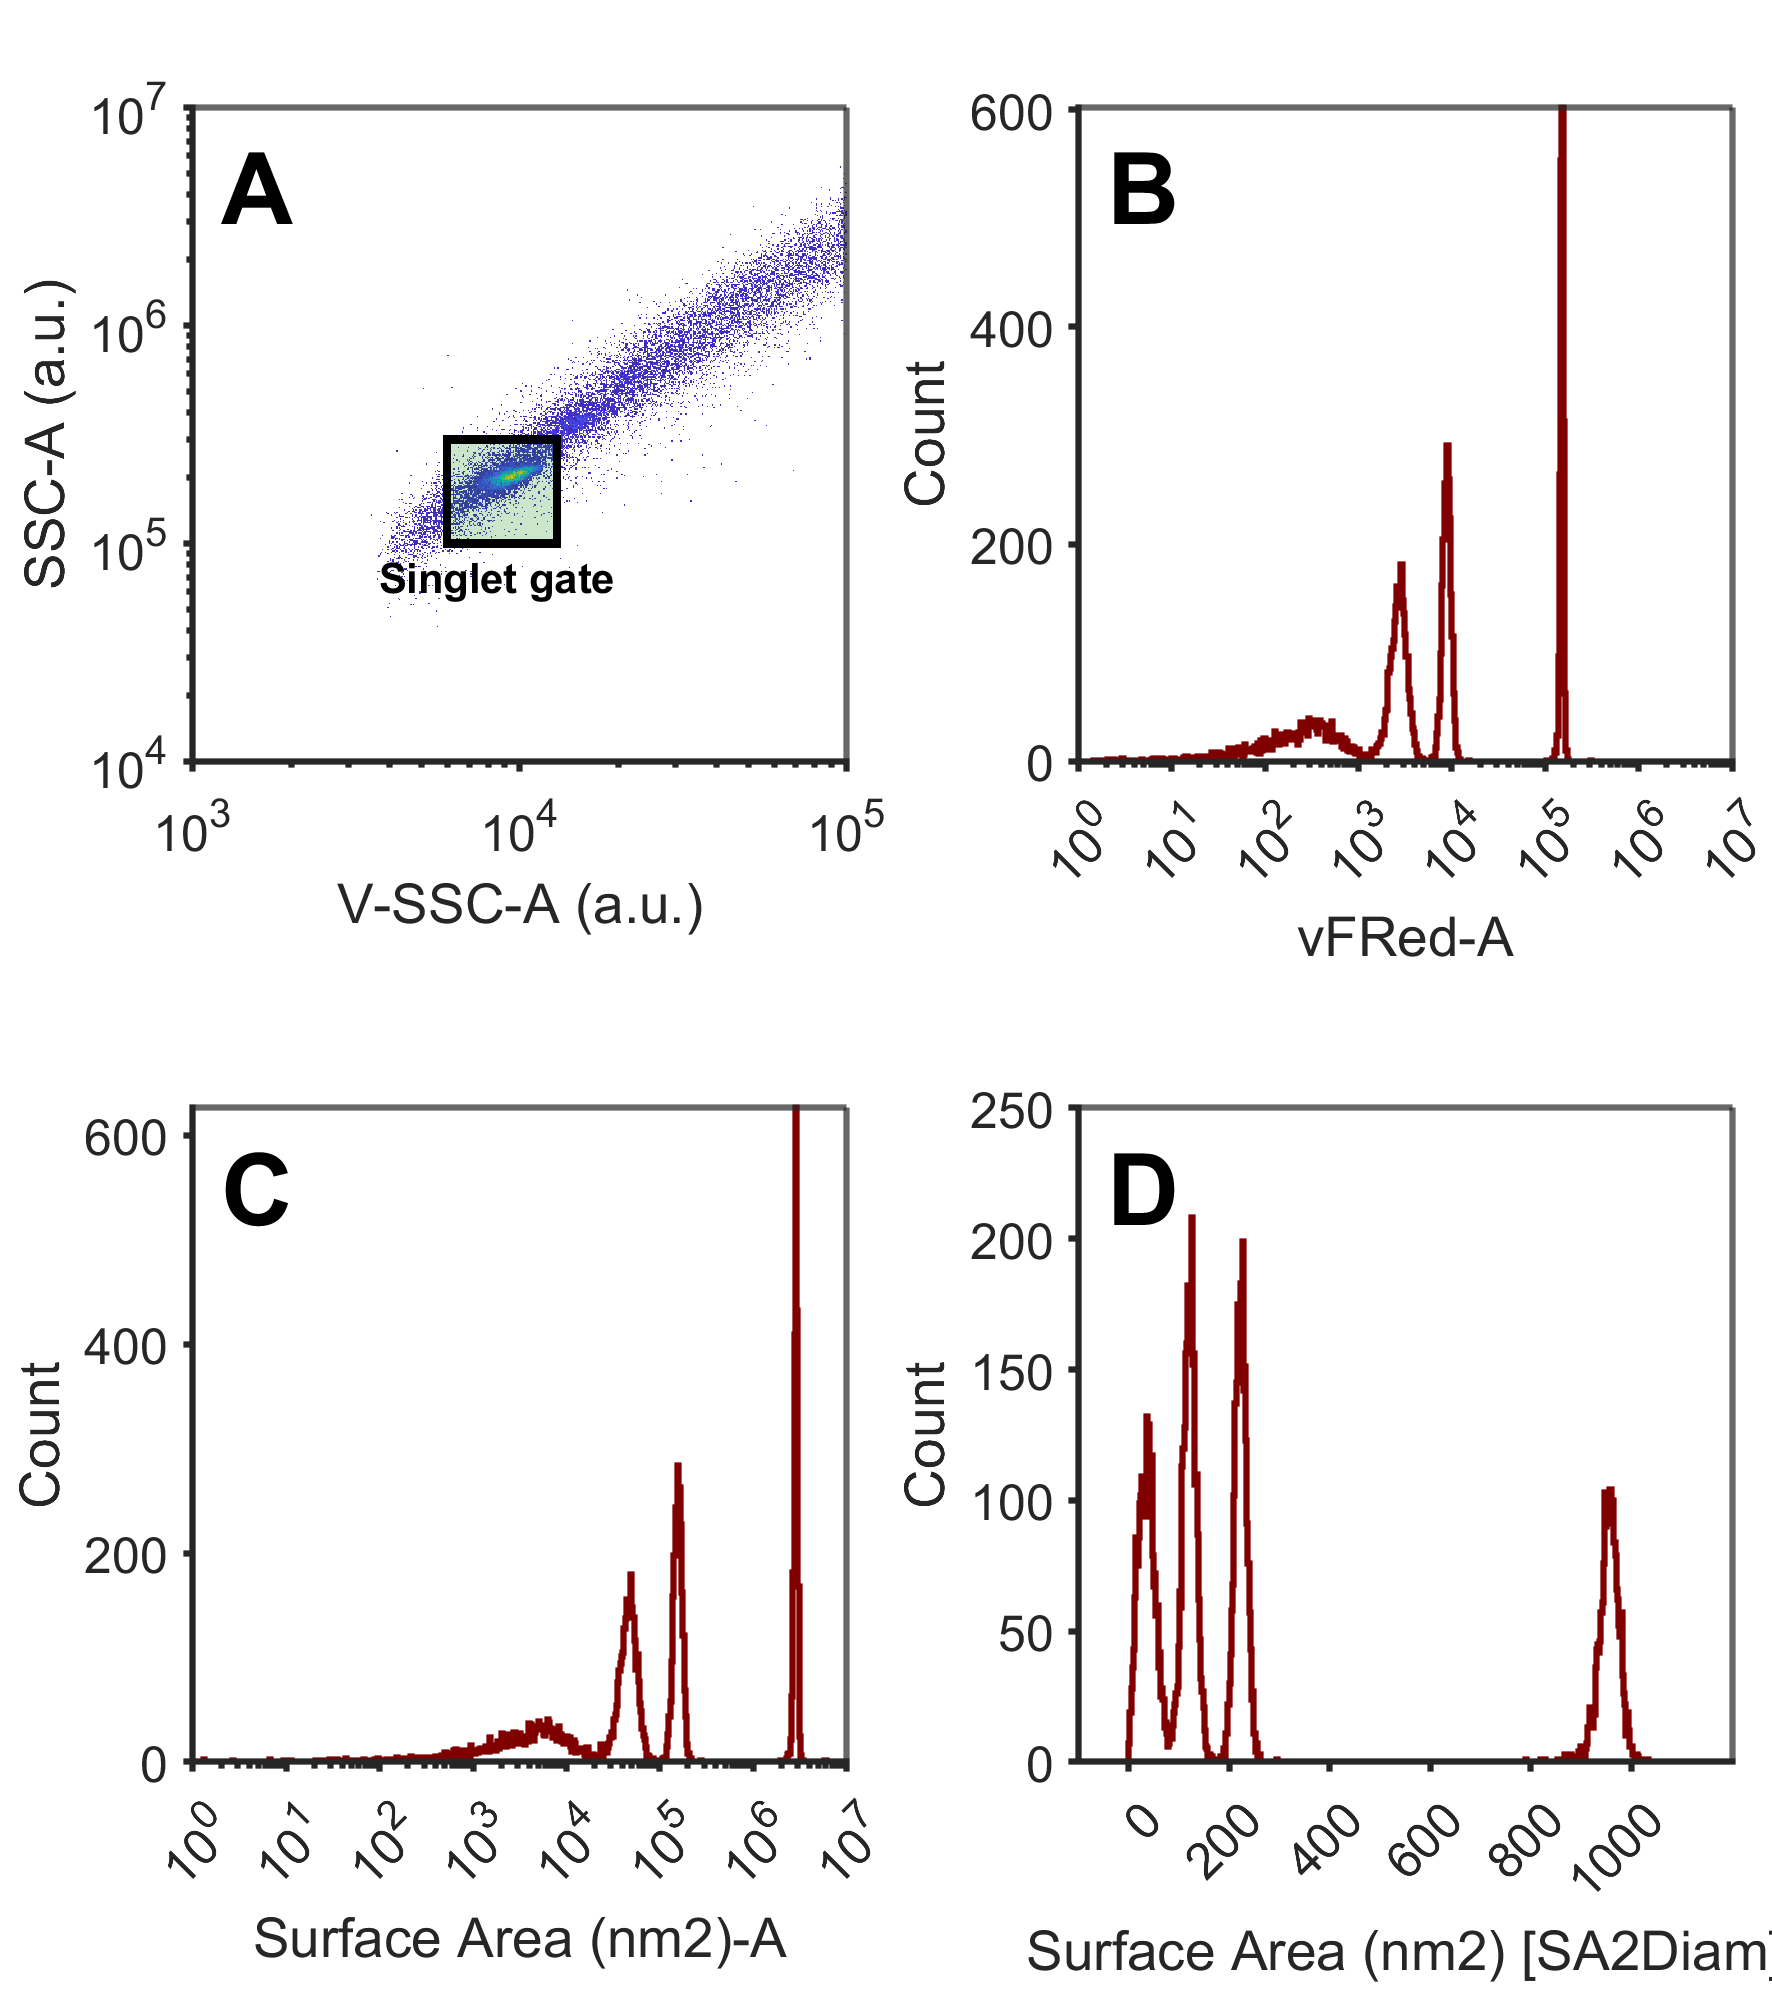 A
10^7
10^6
10^5
10^4
SSC-A (a.u.)
Singlet gate
10^3 10^4 10^5
V-SSC-A (a.u.)
B
600
400
200
0
Count
10^0 10^1 10^2 10^3 10^4 10^5 10^6 10^7
vFRed-A
C
600
400
200
0
Count
10^0 10^1 10^2 10^3 10^4 10^5 10^6 10^7
Surface Area (nm2)-A
D
250
200
150
100
50
0
Count
0 200 400 600 800 1000
Surface Area (nm2) [SA2Diam]